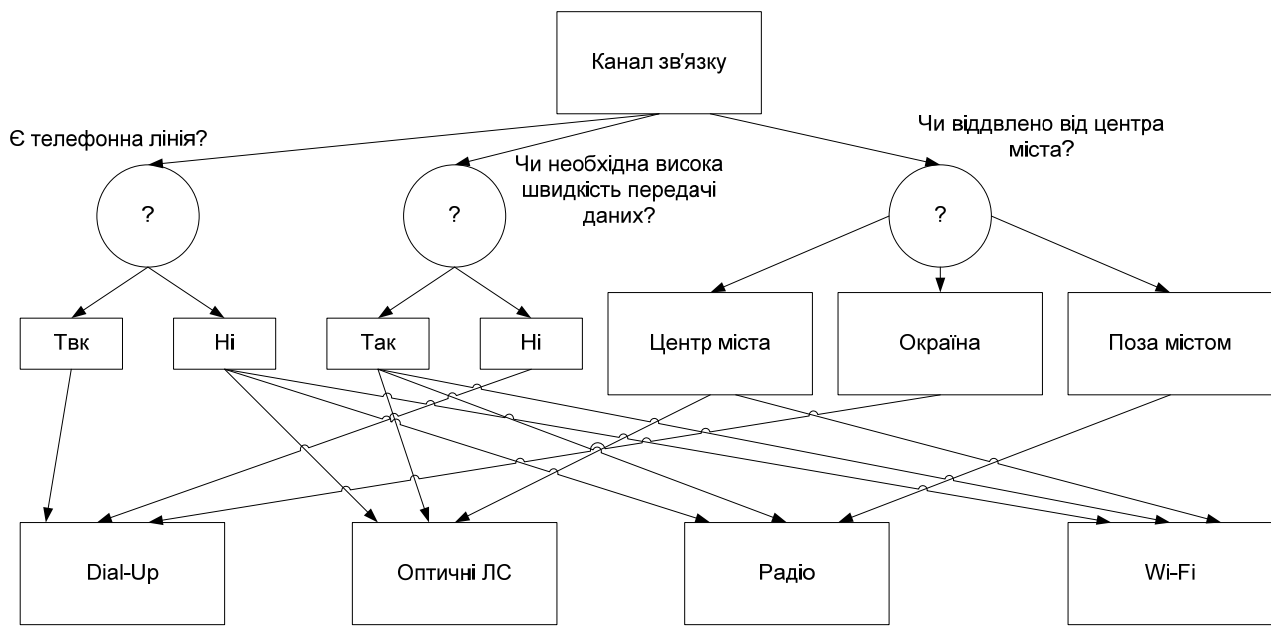 Канал зв'язку
Є телефонна лінія?
Чи необхідна висока
швидкість передачі
даних?
Чи віддвлено від центра
міста?
?
?
?
Твк
Ні
Так
Ні
Центр міста
Окраїна
Поза містом
Dial-Up
Оптичні ЛС
Радіо
Wi-Fi